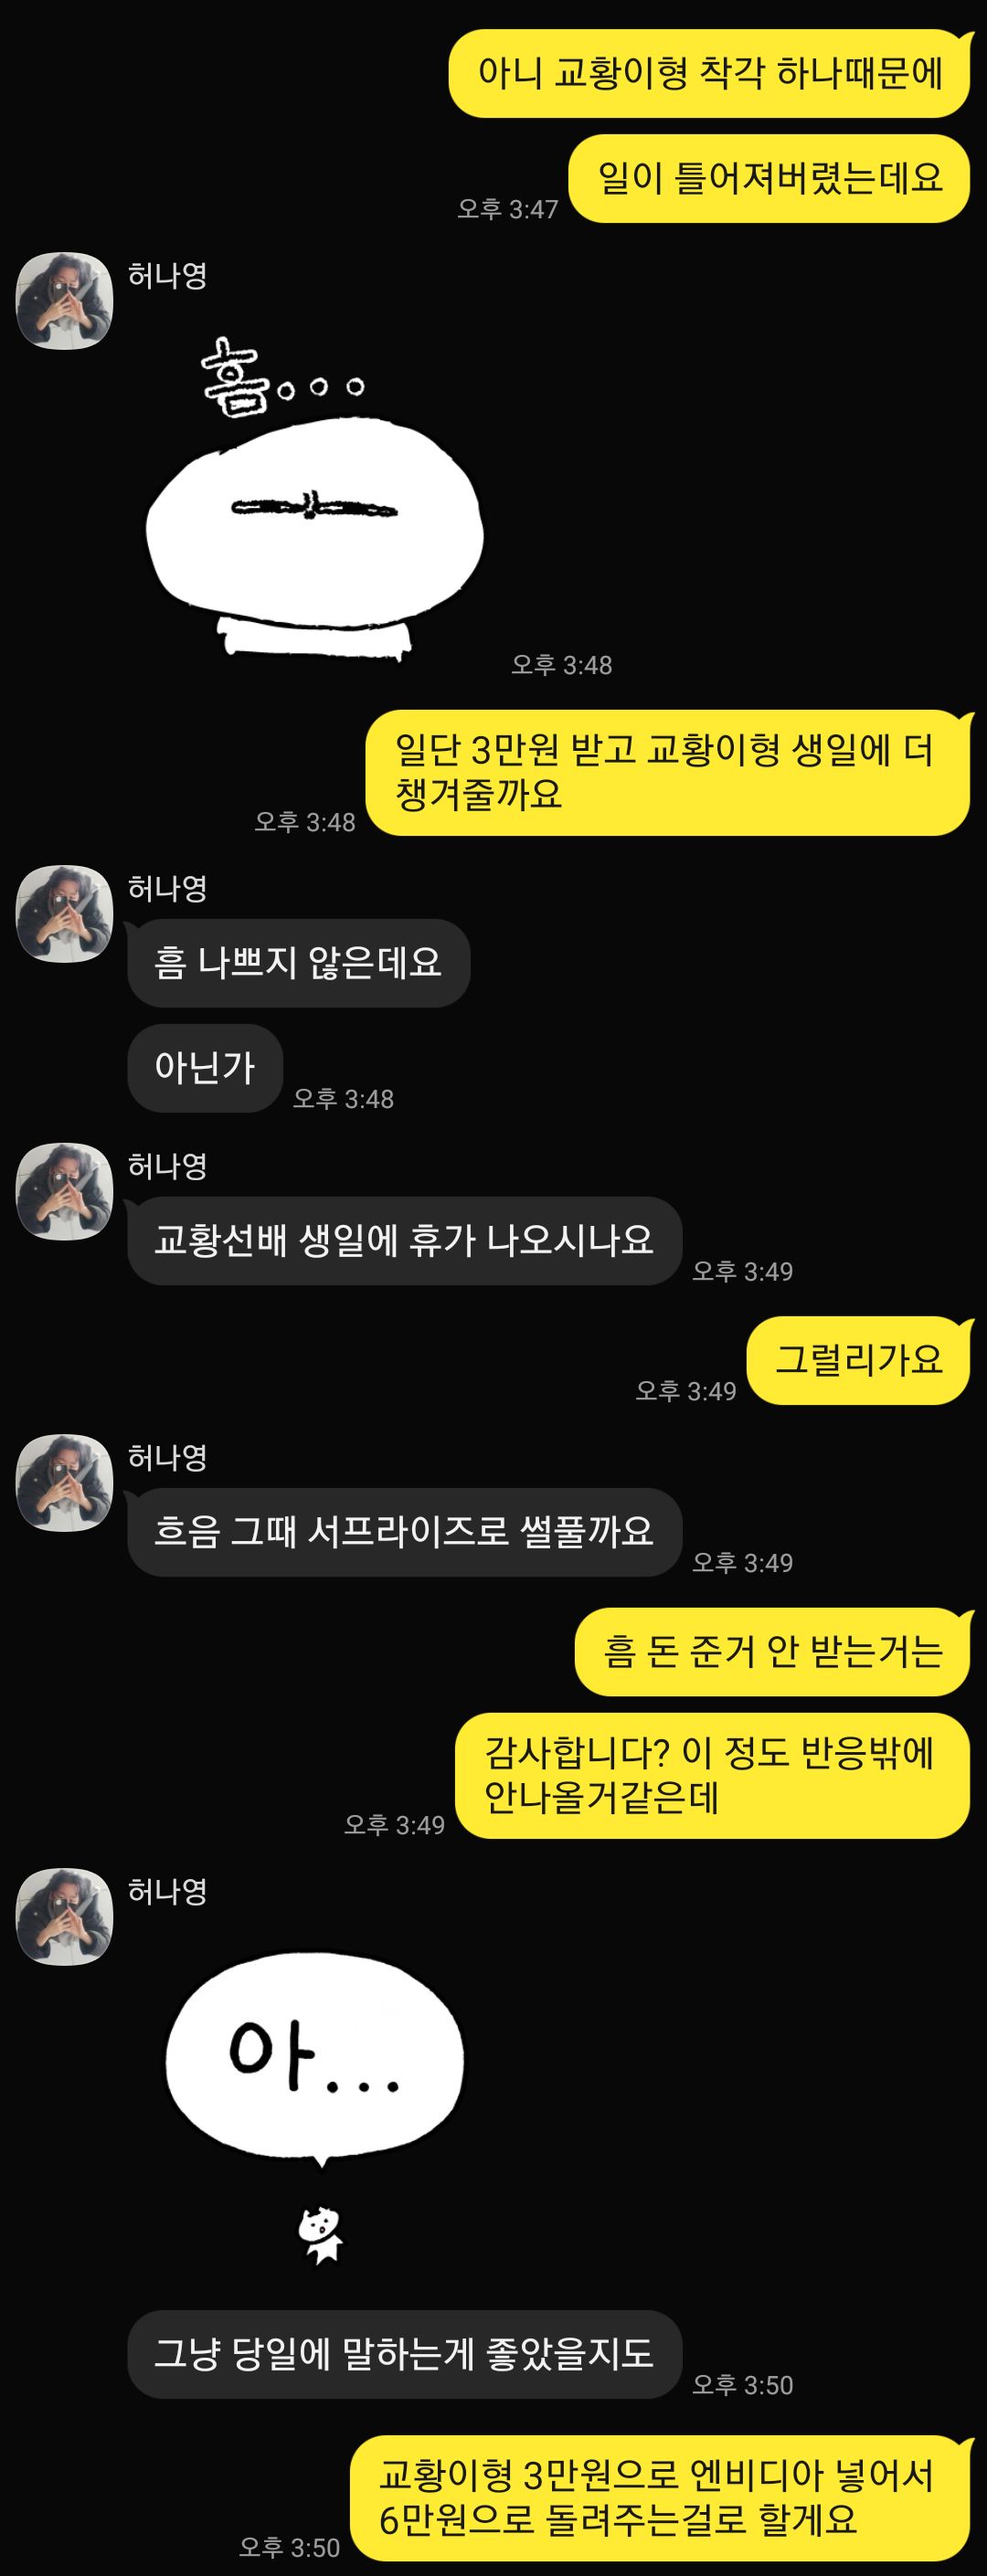 아니 교황이형 착각 하나때문에
일이 틀어져버렸는데요
오후 3:47
허나영
흠...
오후 3:48
일단 3만원 받고 교황이형 생일에 더
챙겨줄까요
오후 3:48
허나영
흠 나쁘지 않은데요
아닌가
오후 3:48
허나영
교황선배 생일에 휴가 나오시나요
오후 3:49
그럴리가요
오후 3:49
허나영
흐음 그때 서프라이즈로 썰풀까요
오후 3:49
흠 돈 준거 안 받는거는
감사합니다? 이 정도 반응밖에
안나올거같은데
오후 3:49
허나영
아...
그냥 당일에 말하는게 좋았을지도
오후 3:50
교황이형 3만원으로 엔비디아 넣어서
6만원으로 돌려주는걸로 할게요
오후 3:50